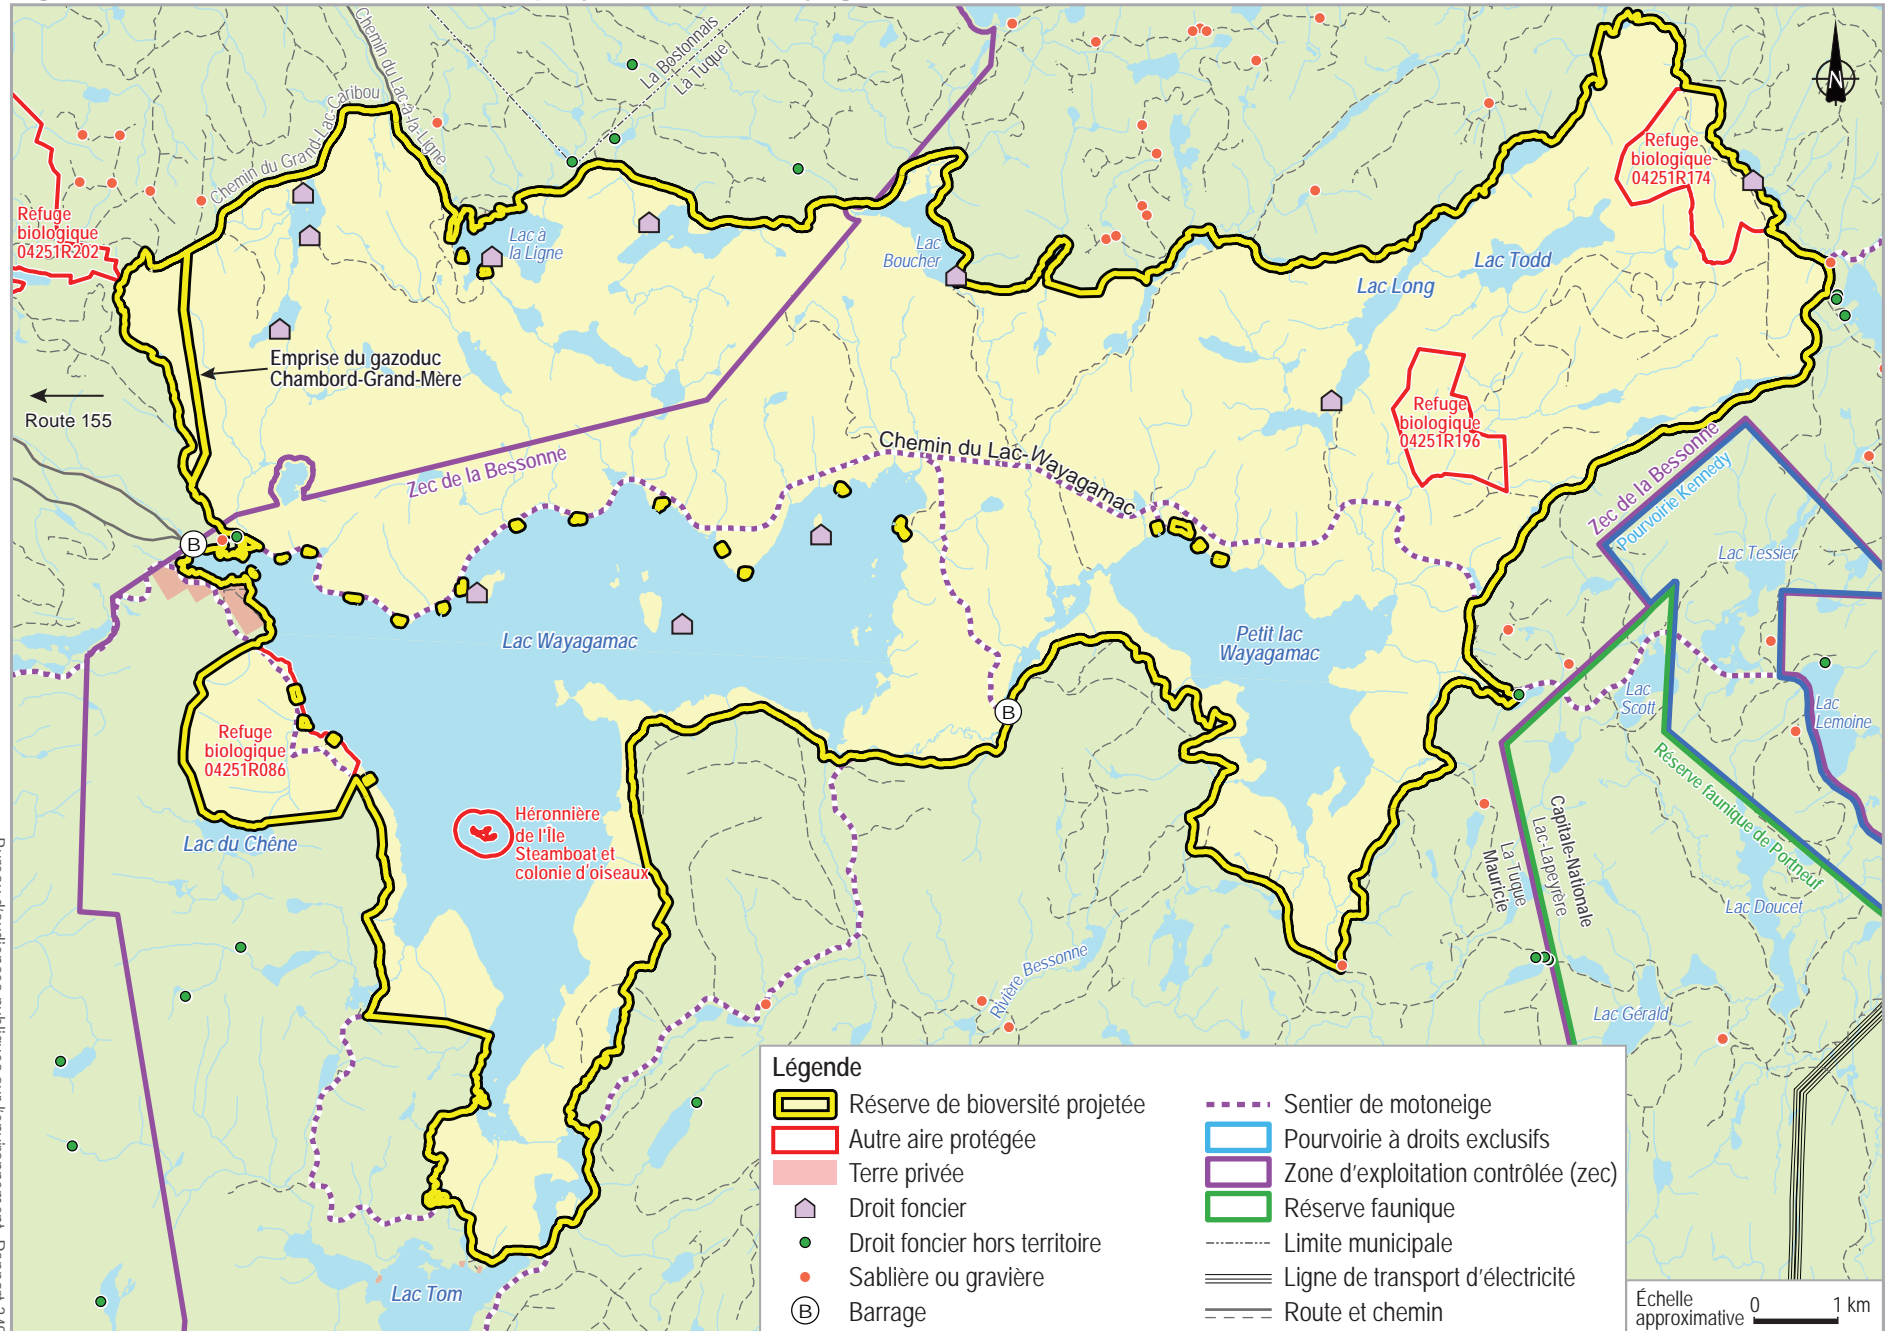 Chemin du Lac-à-la-Ligne
La Bostonnais
La Tuque
Chemin du Grand-Lac-Caribou
N
Refuge
biologique
04251R174
Refuge
biologique
04251R202
Lac à
la Ligne
Lac
Boucher
Lac Todd
Lac Long
Emprise du gazoduc
Chambord-Grand-Mère
Route 155
Refuge
biologique
04251R196
Zec de la Bessonne
Chemin du Lac-Wayagamac
Zec de la Bessonne
Pourvoirie Kennedy
Lac Tessier
B
Lac Wayagamac
Petit lac
Wayagamac
Lac
Scott
Lac
Lemoine
B
Refuge
biologique
04251R086
Réserve faunique de Portneuf
Héronnière
de l'Île
Steamboat et
colonie d'oiseaux
Lac du Chêne
Capitale-Nationale
Lac-Lapeyrère
La Tuque
Mauricie
Lac Doucet
Rivière Bessonne
Lac Gérald
Lac Tom
Légende
Réserve de bioversité projetée
Autre aire protégée
Terre privée
Droit foncier
Droit foncier hors territoire
Sablière ou gravière
B Barrage
Sentier de motoneige
Pourvoirie à droits exclusifs
Zone d'exploitation contrôlée (zec)
Réserve faunique
Limite municipale
Ligne de transport d'électricité
Route et chemin
Échelle
approximative 0 1 km